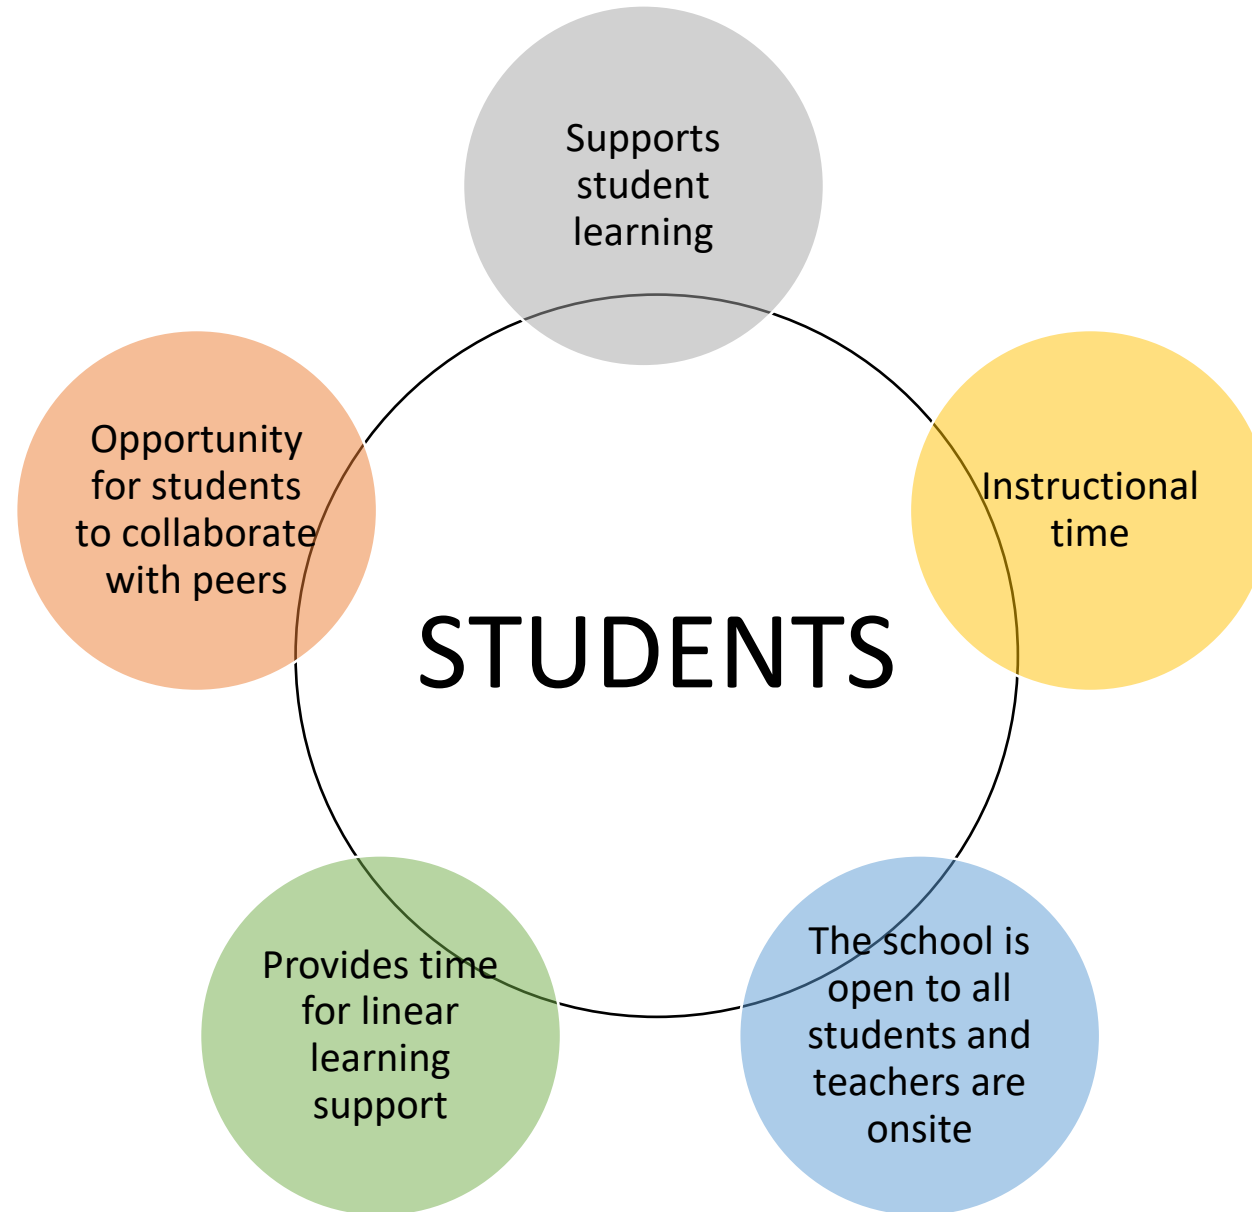 Supports
student
learning
Opportunity
for students
to collaborate
with peers
Instructional
time
STUDENTS
Provides time
for linear
learning
support
The school is
open to all
students and
teachers are
onsite